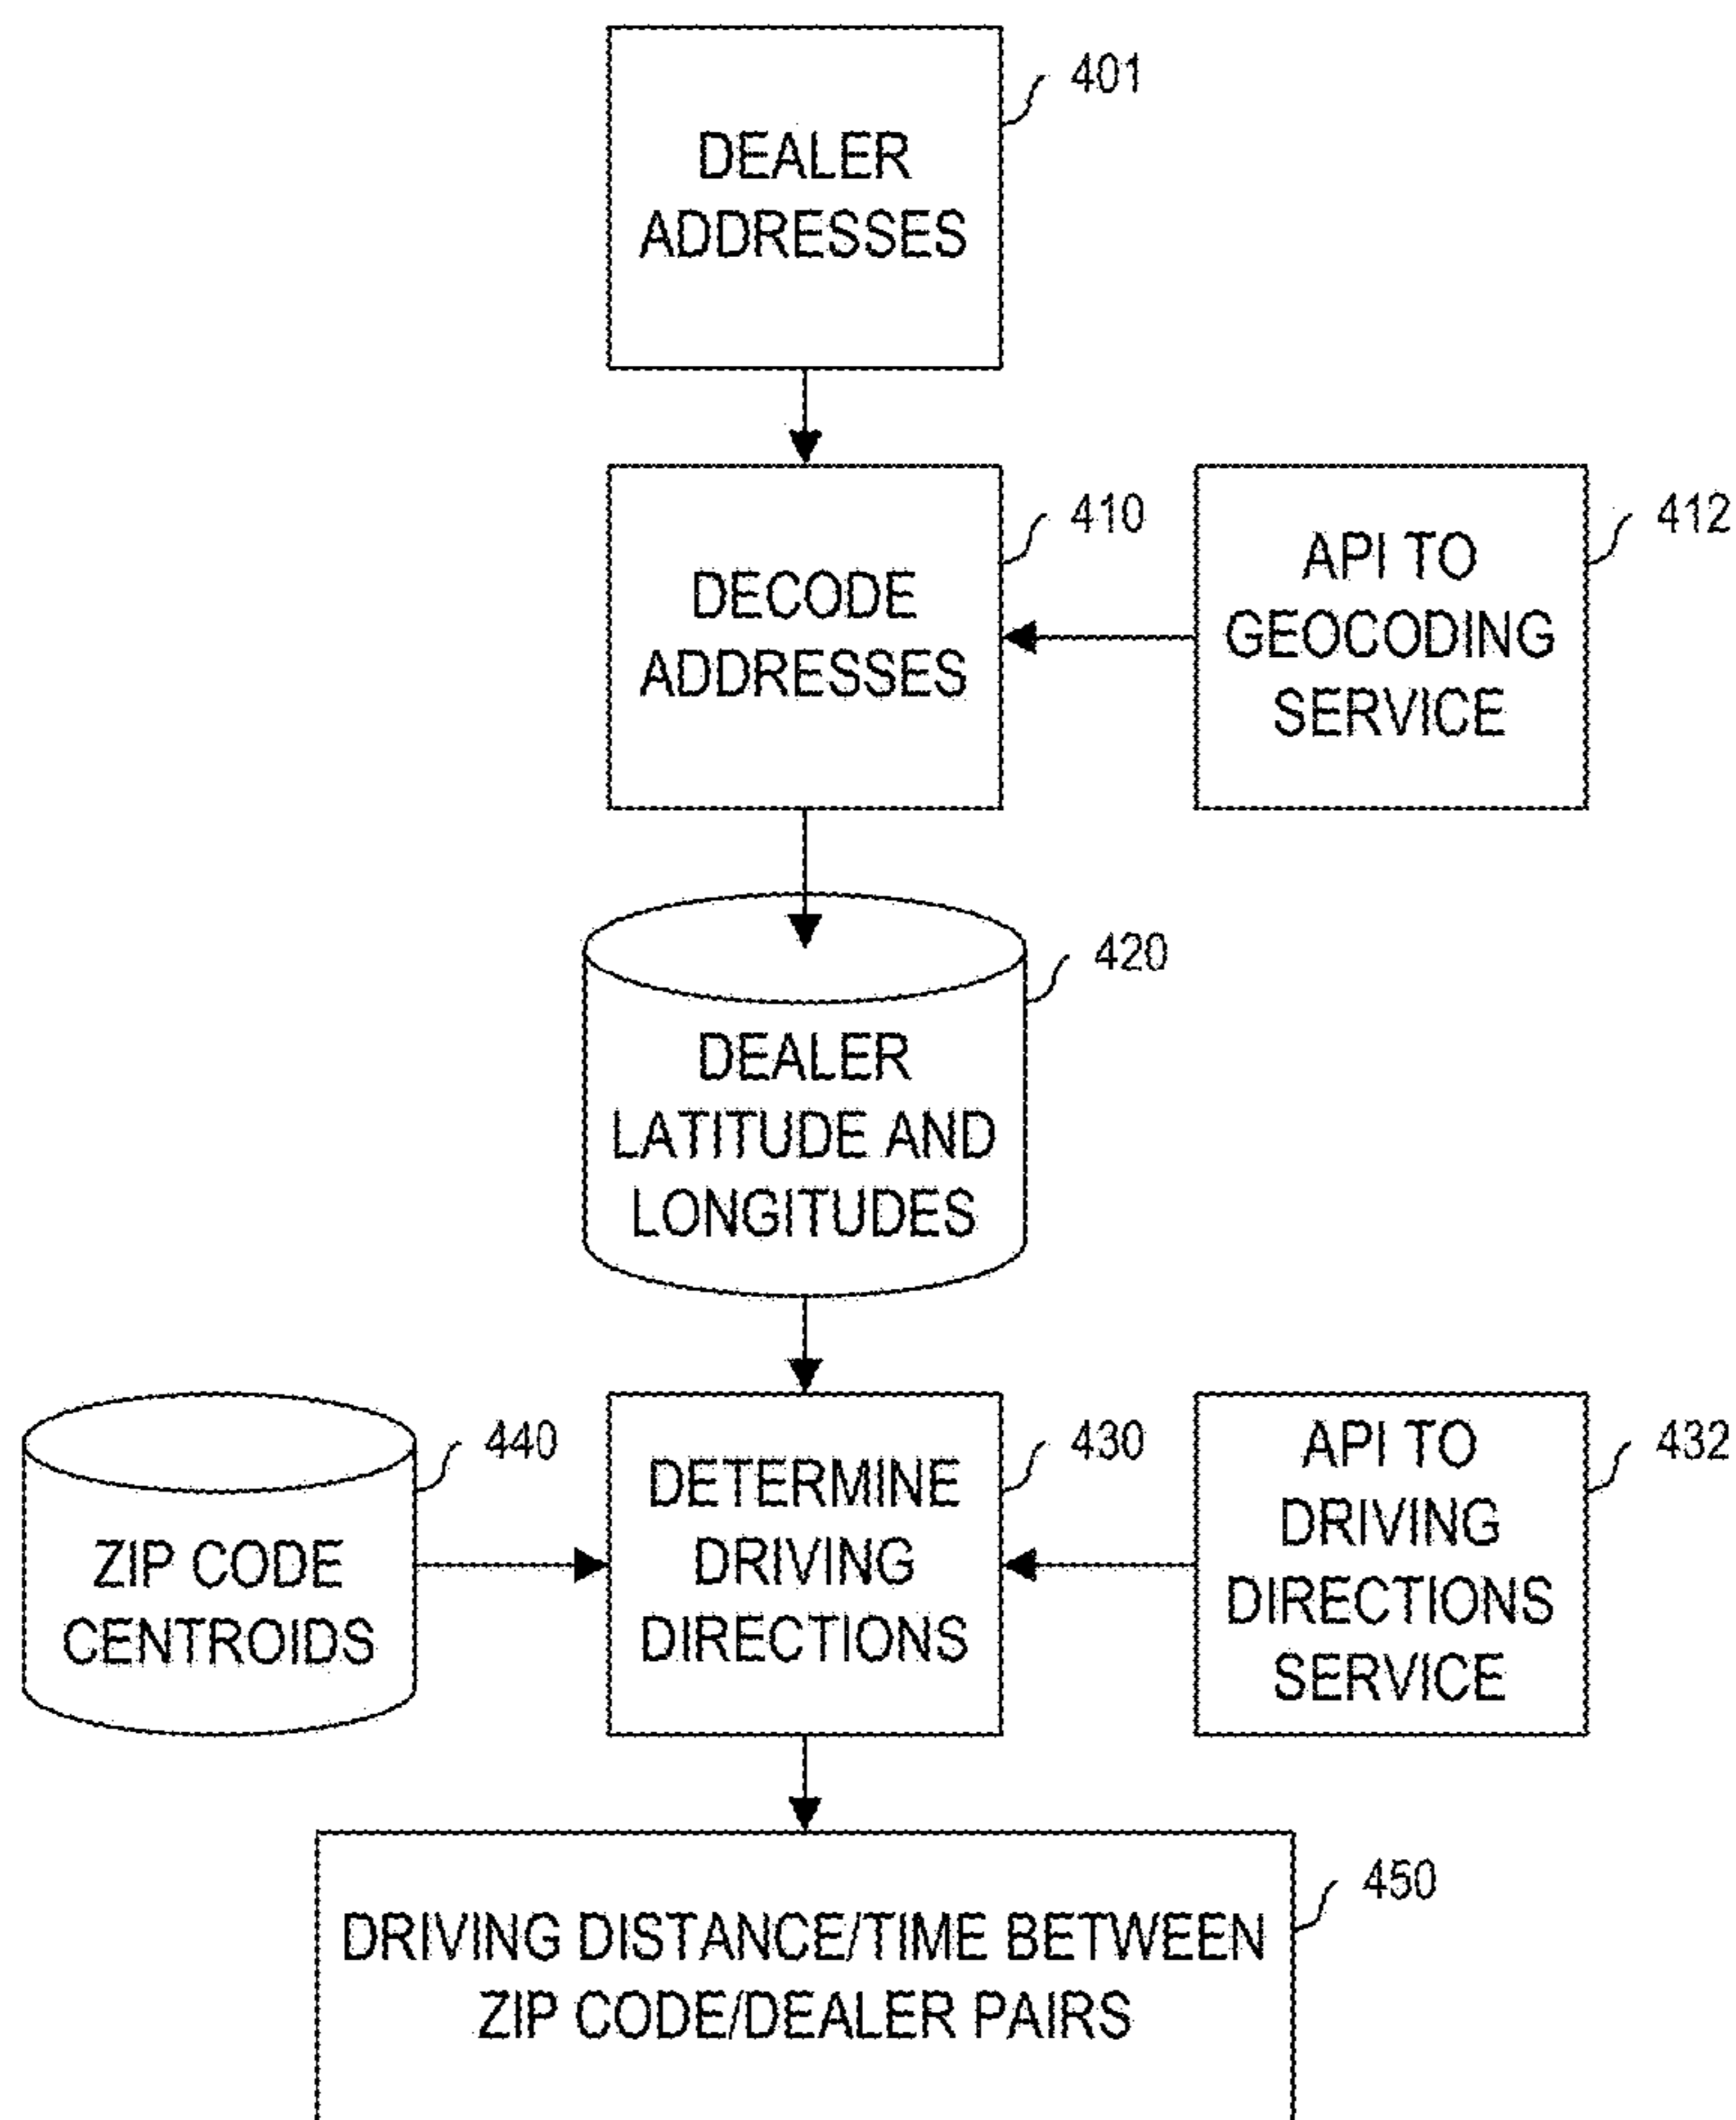 401
DEALER
ADDRESSES
410
DECODE
ADDRESSES
412
API TO
GEOCODING
SERVICE
420
DEALER
LATITUDE AND
LONGITUDES
440
ZIP CODE
CENTROIDS
430
DETERMINE
DRIVING
DIRECTIONS
432
API TO
DRIVING
DIRECTIONS
SERVICE
450
DRIVING DISTANCE/TIME BETWEEN
ZIP CODE/DEALER PAIRS